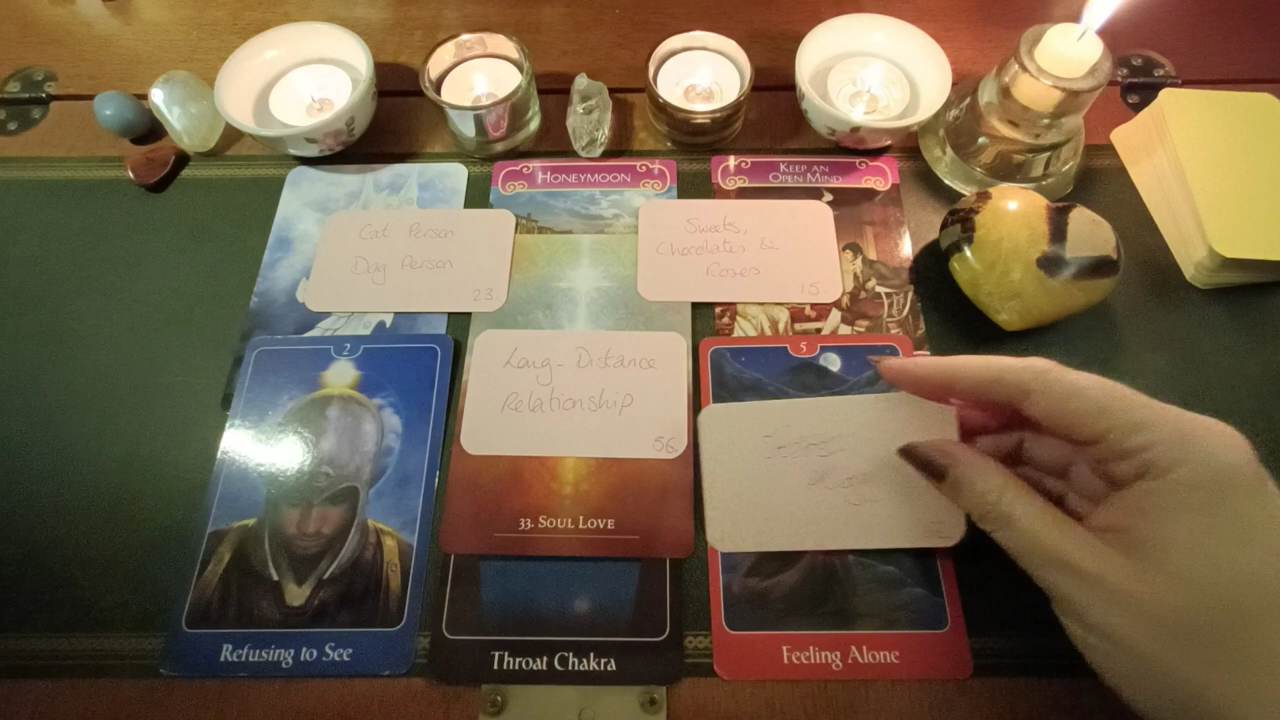 HONEYMOON
KEEP AN
OPEN MIND
Cat Person
Dog Person
23
Sweets,
Chocolates &
Roses
15.
2
Long-Distance
Relationship
56.
5
33. SOUL LOVE
Refusing to See
Throat Chakra
Feeling Alone